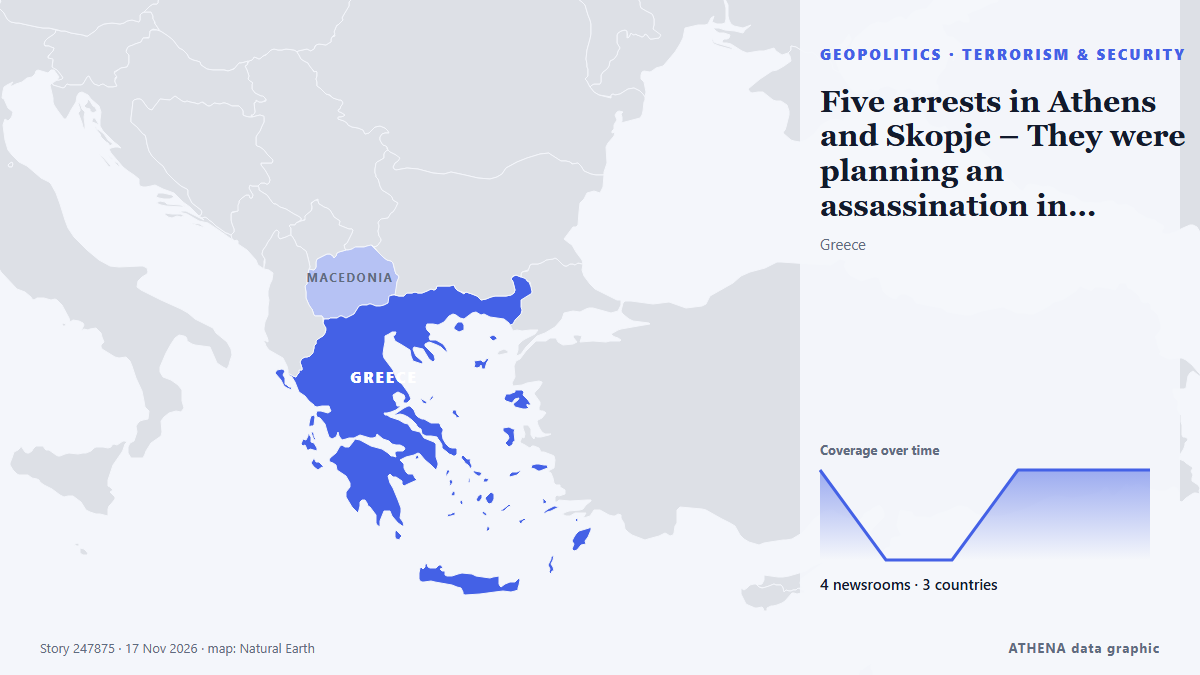 GEOPOLITICS · TERRORISM & SECURITY
Five arrests in Athens
and Skopje – They were
planning an
assassination in...
Greece
MACEDONIA
GREECE
Coverage over time
4 newsrooms · 3 countries
Story 247875 · 17 Nov 2026 · map: Natural Earth
ATHENA data graphic